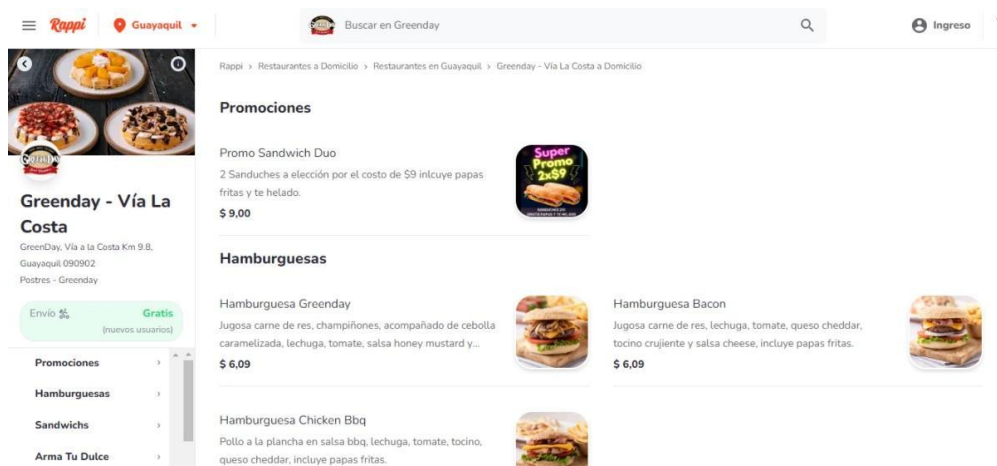 Rappi
Guayaquil
Buscar en Greenday
Ingreso
Rappi > Restaurantes a Domicilio > Restaurantes en Guayaquil > Greenday - Vía La Costa a Domicilio
Greenday - Vía La
Costa
GreenDay, Vía a la Costa Km 9.8,
Guayaquil 090902
Postres - Greenday
Envío Gratis
(nuevos usuarios)
Promociones
Hamburguesas
Sandwichs
Arma Tu Dulce
Promociones
Promo Sandwich Duo
2 Sanduches a elección por el costo de $9 inlcuye papas
fritas y te helado.
$ 9,00
Super
Promo
2x$9
Hamburguesas
Hamburguesa Greenday
Jugosa carne de res, champiñones, acompañado de cebolla
caramelizada, lechuga, tomate, salsa honey mustard y...
$ 6,09
Hamburguesa Bacon
Jugosa carne de res, lechuga, tomate, queso cheddar,
tocino crujiente y salsa cheese, incluye papas fritas.
$ 6,09
Hamburguesa Chicken Bbq
Pollo a la plancha en salsa bbq, lechuga, tomate, tocino,
queso cheddar, incluye papas fritas.